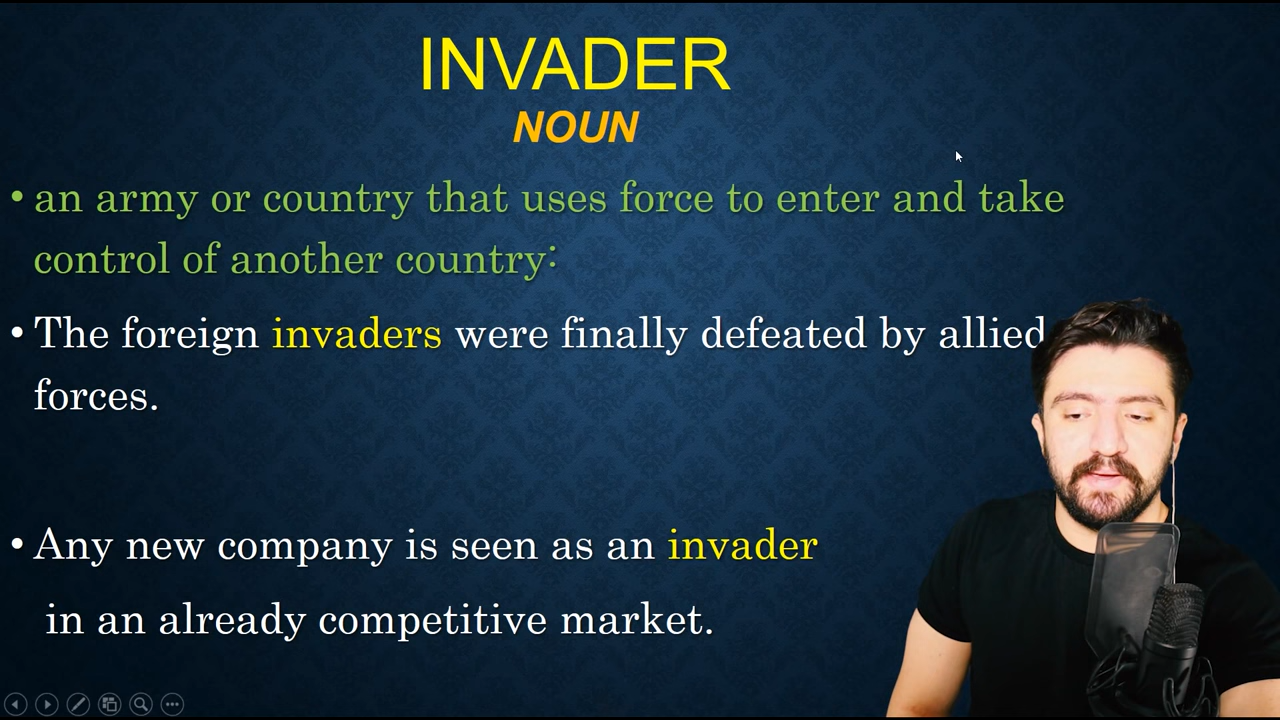 INVADER
NOUN
• an army or country that uses force to enter and take
control of another country:
• The foreign invaders were finally defeated by allied
forces.
• Any new company is seen as an invader
in an already competitive market.